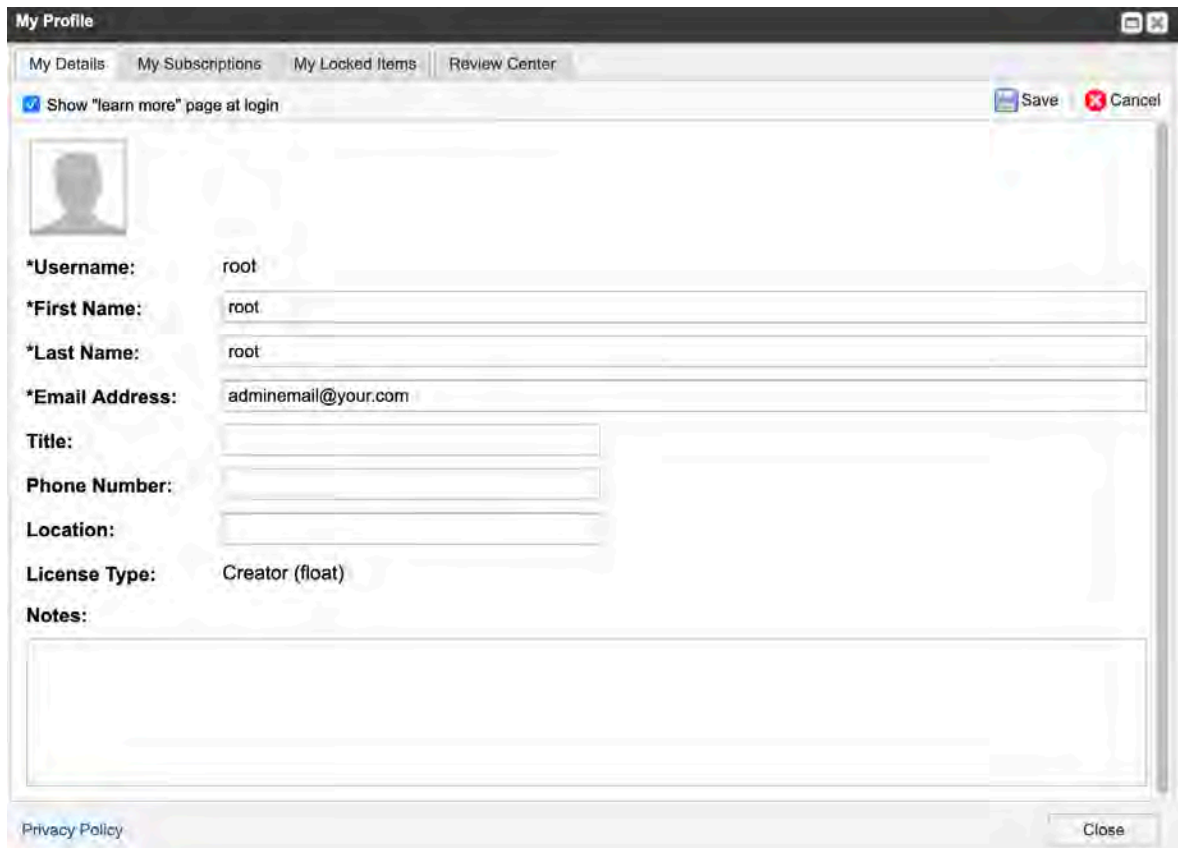 My Profile
My Details My Subscriptions My Locked Items Review Center
Show "learn more" page at login Save Cancel
*Username: root
*First Name: root
*Last Name: root
*Email Address: adminemail@your.com
Title:
Phone Number:
Location:
License Type: Creator (float)
Notes:
Privacy Policy Close